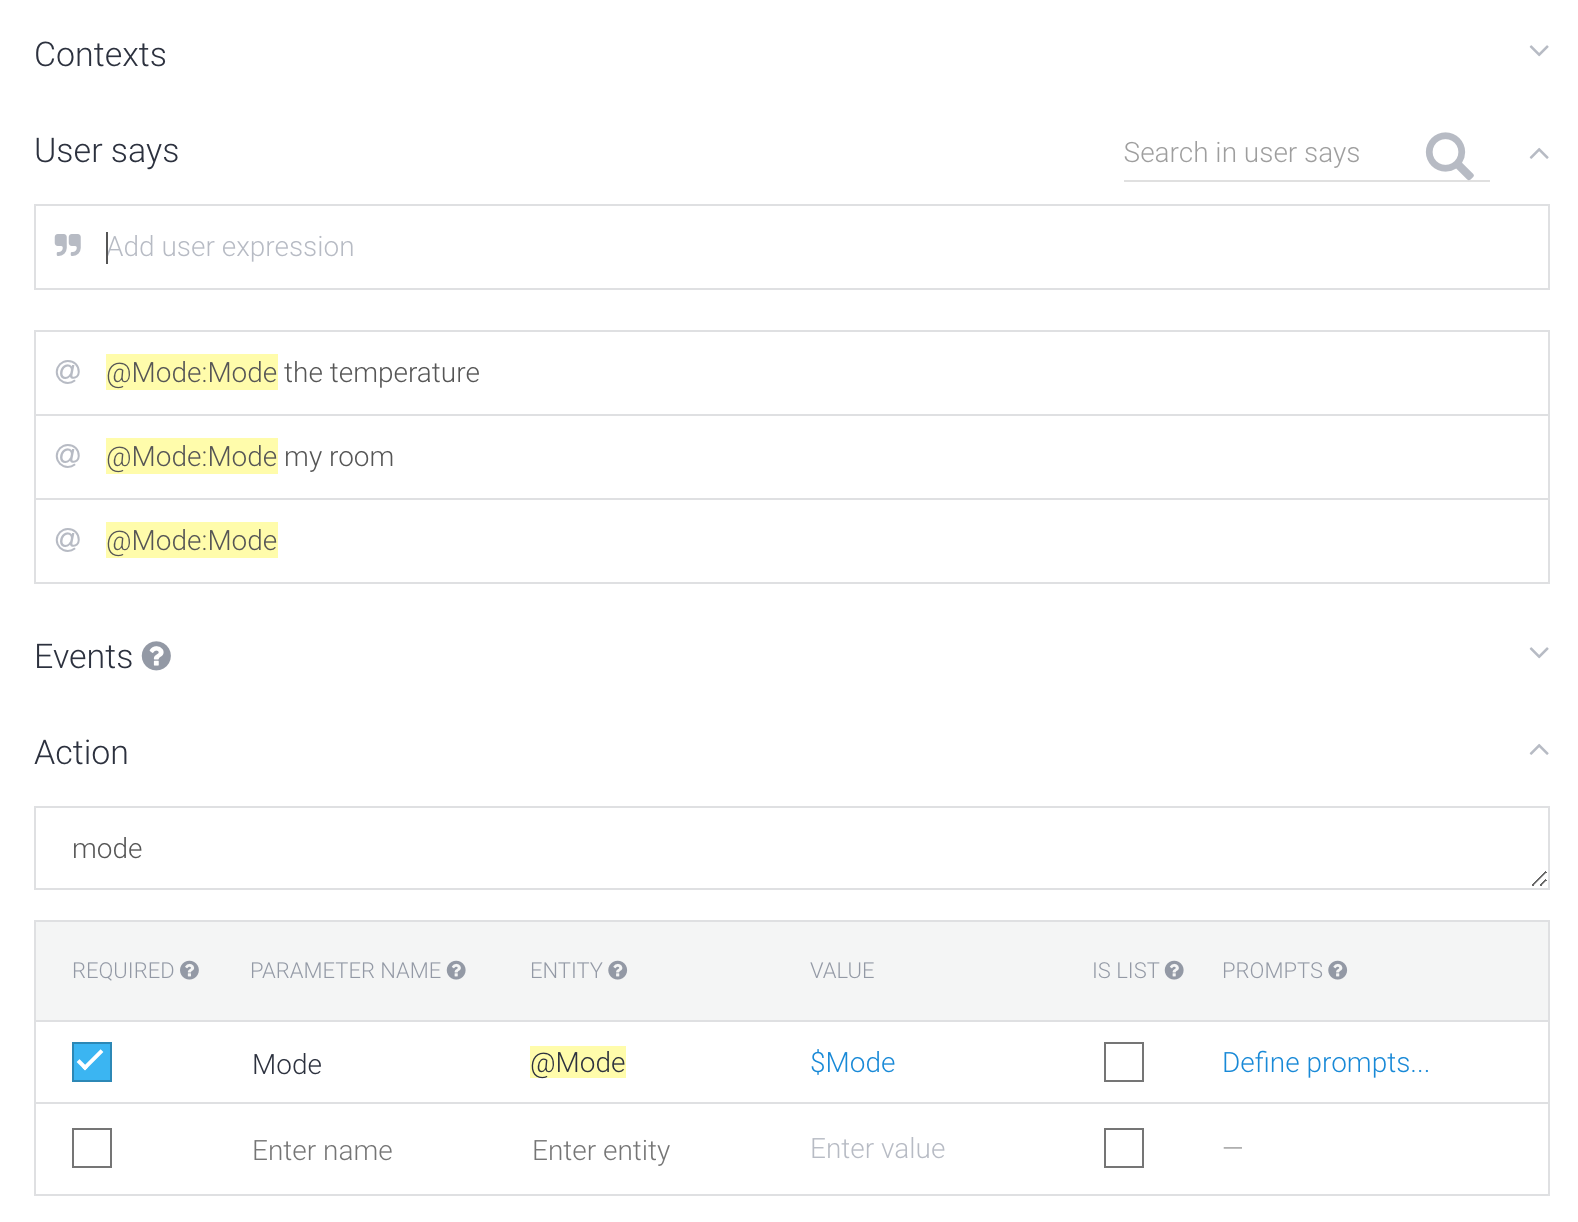 Contexts
User says
Search in user says
Add user expression
@ @Mode:Mode the temperature
@ @Mode:Mode my room
@ @Mode:Mode
Events ?
Action
mode
REQUIRED ? PARAMETER NAME ? ENTITY ? VALUE IS LIST ? PROMPTS ?
Mode @Mode $Mode Define prompts...
Enter name Enter entity Enter value —